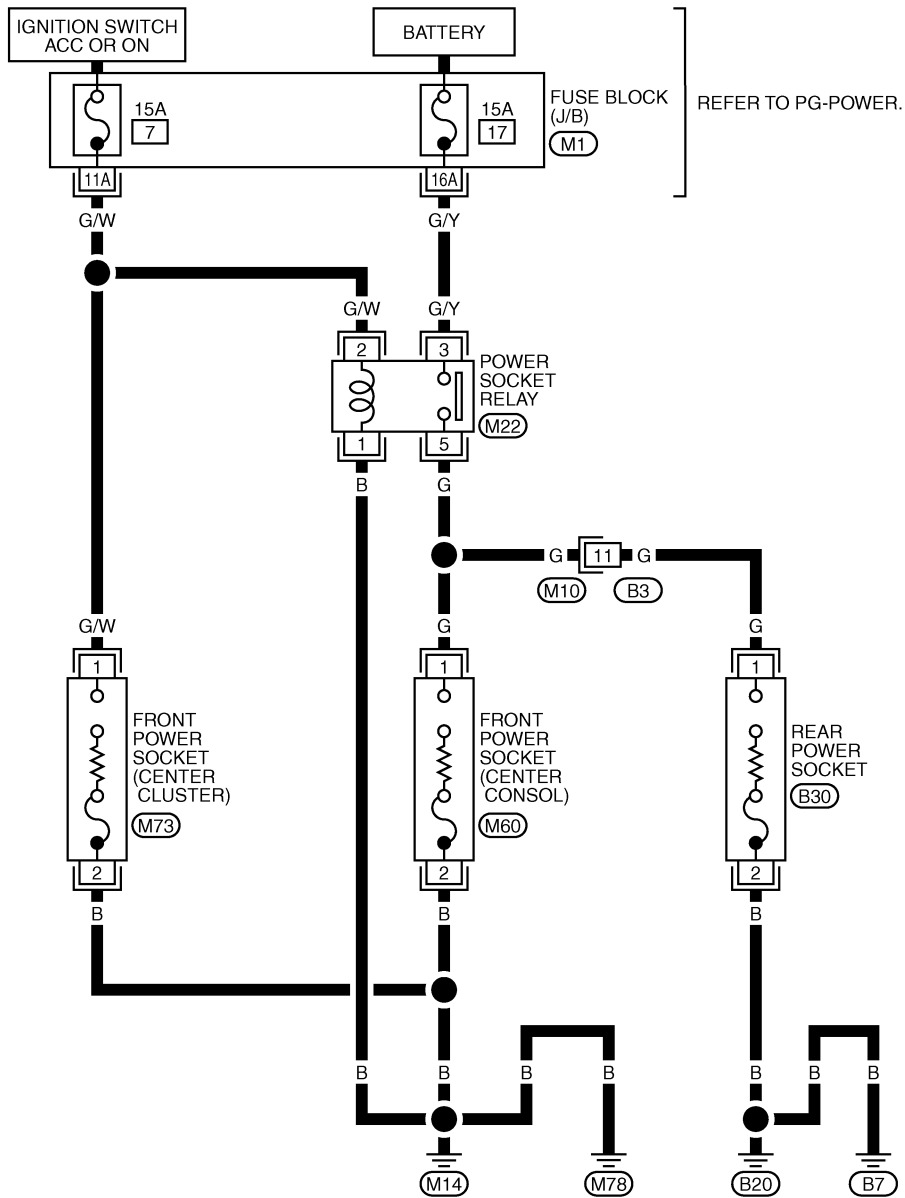 IGNITION SWITCH
ACC OR ON
BATTERY
15A
7
15A
17
FUSE BLOCK
(J/B)
M1
REFER TO PG-POWER.
11A
16A
G/W
G/Y
G/W
G/Y
2
3
POWER
SOCKET
RELAY
M22
1
5
B
G
G
11
G
M10
B3
G/W
G
G
1
1
1
FRONT
POWER
SOCKET
(CENTER
CLUSTER)
M73
FRONT
POWER
SOCKET
(CENTER
CONSOL)
M60
REAR
POWER
SOCKET
B30
2
2
2
B
B
B
B
B
B
B
B
B
B
M14
M78
B20
B7